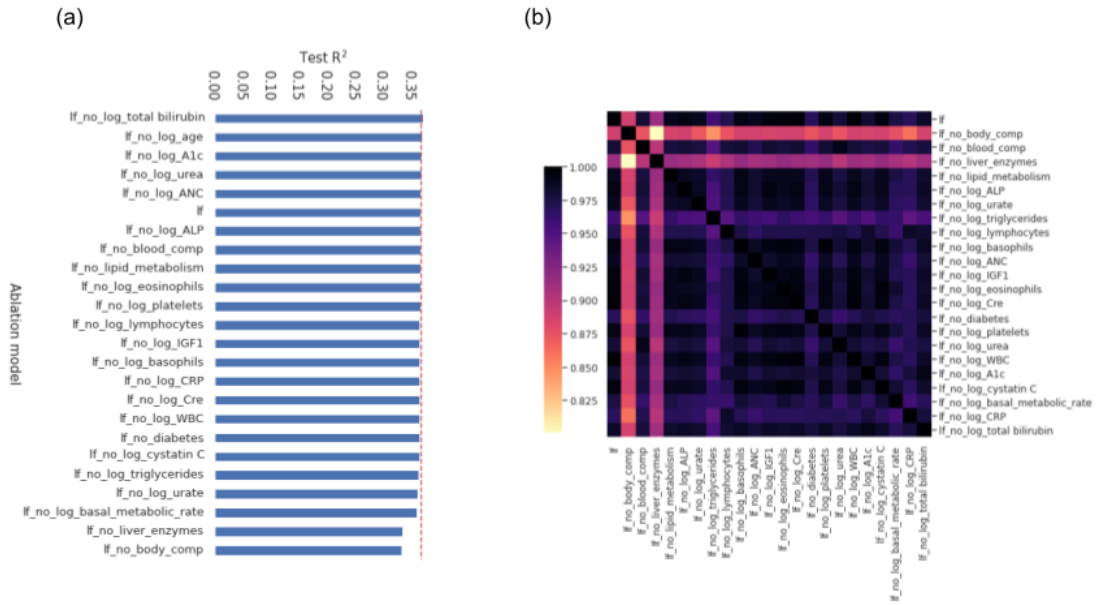 (a)
Test R²
0.00
0.05
0.10
0.15
0.20
0.25
0.30
0.35
Ablation model
lf_no_log_total bilirubin
lf_no_log_age
lf_no_log_A1c
lf_no_log_urea
lf_no_log_ANC
lf
lf_no_log_ALP
lf_no_blood_comp
lf_no_lipid_metabolism
lf_no_log_eosinophils
lf_no_log_platelets
lf_no_log_lymphocytes
lf_no_log_IGF1
lf_no_log_basophils
lf_no_log_CRP
lf_no_log_Cre
lf_no_log_WBC
lf_no_diabetes
lf_no_log_cystatin C
lf_no_log_triglycerides
lf_no_log_urate
lf_no_log_basal_metabolic_rate
lf_no_liver_enzymes
lf_no_body_comp
(b)
1.000
0.975
0.950
0.925
0.900
0.875
0.850
0.825
lf
lf_no_body_comp
lf_no_blood_comp
lf_no_liver_enzymes
lf_no_lipid_metabolism
lf_no_log_ALP
lf_no_log_urate
lf_no_log_triglycerides
lf_no_log_lymphocytes
lf_no_log_basophils
lf_no_log_ANC
lf_no_log_IGF1
lf_no_log_eosinophils
lf_no_log_Cre
lf_no_diabetes
lf_no_log_platelets
lf_no_log_urea
lf_no_log_WBC
lf_no_log_A1c
lf_no_log_cystatin C
lf_no_log_basal_metabolic_rate
lf_no_log_CRP
lf_no_log_total bilirubin
lf
lf_no_body_comp
lf_no_blood_comp
lf_no_liver_enzymes
lf_no_lipid_metabolism
lf_no_log_ALP
lf_no_log_urate
lf_no_log_triglycerides
lf_no_log_lymphocytes
lf_no_log_basophils
lf_no_log_ANC
lf_no_log_IGF1
lf_no_log_eosinophils
lf_no_log_Cre
lf_no_diabetes
lf_no_log_platelets
lf_no_log_urea
lf_no_log_WBC
lf_no_log_A1c
lf_no_log_cystatin C
lf_no_log_basal_metabolic_rate
lf_no_log_CRP
lf_no_log_total bilirubin